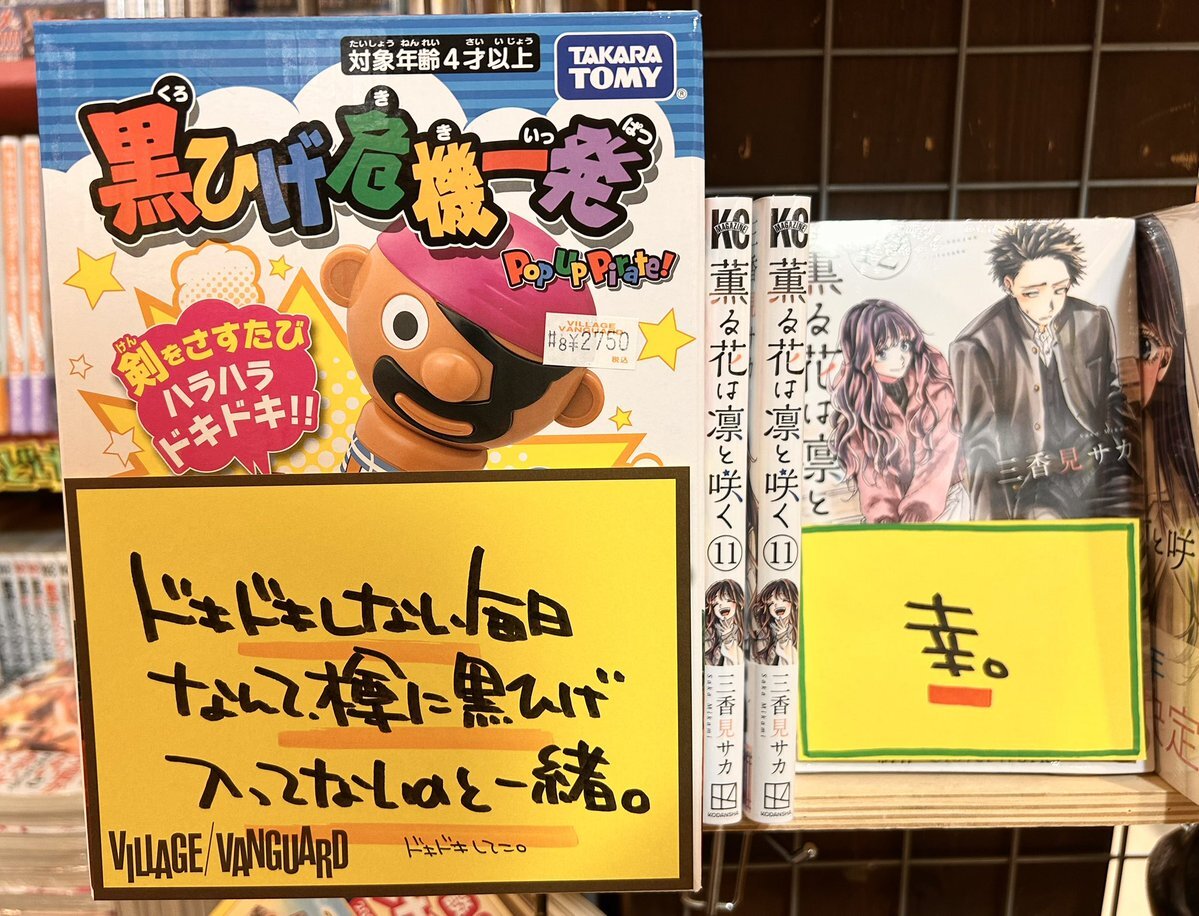 対象年齢4才以上
たいしょうねんれい さいいじょう
TAKARA
TOMY
黒ひげ危機一発
くろ き き いっ ぱつ
Pop Up Pirate!
剣をさすたび
けん
ハラハラ
ドキドキ!!
VILLAGE
VANGUARD
#8¥2750
税込
ドキドキしない、毎日
なんて、樽に黒ひげ
入ってないのと一緒。
VILLAGE/VANGUARD
KC
MAGAZINE
薫る花は凛と咲く
11
三香見サカ
Saka Mikami
KODANSHA
KC
MAGAZINE
薫る花は凛と咲く
11
三香見サカ
Saka Mikami
KODANSHA
薫る花は凛と
三香見サカ
幸。
と咲
決定